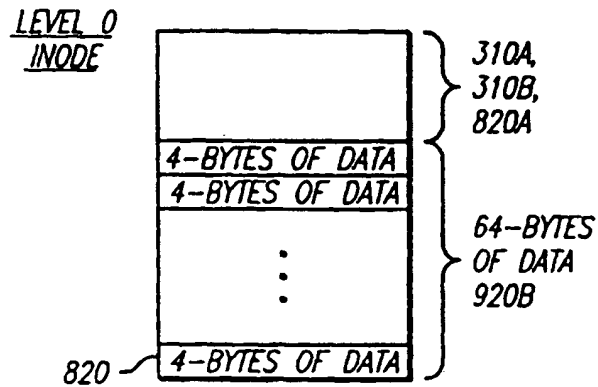 LEVEL 0
INODE
310A,
310B,
820A
4-BYTES OF DATA
4-BYTES OF DATA
64-BYTES
OF DATA
920B
820
4-BYTES OF DATA